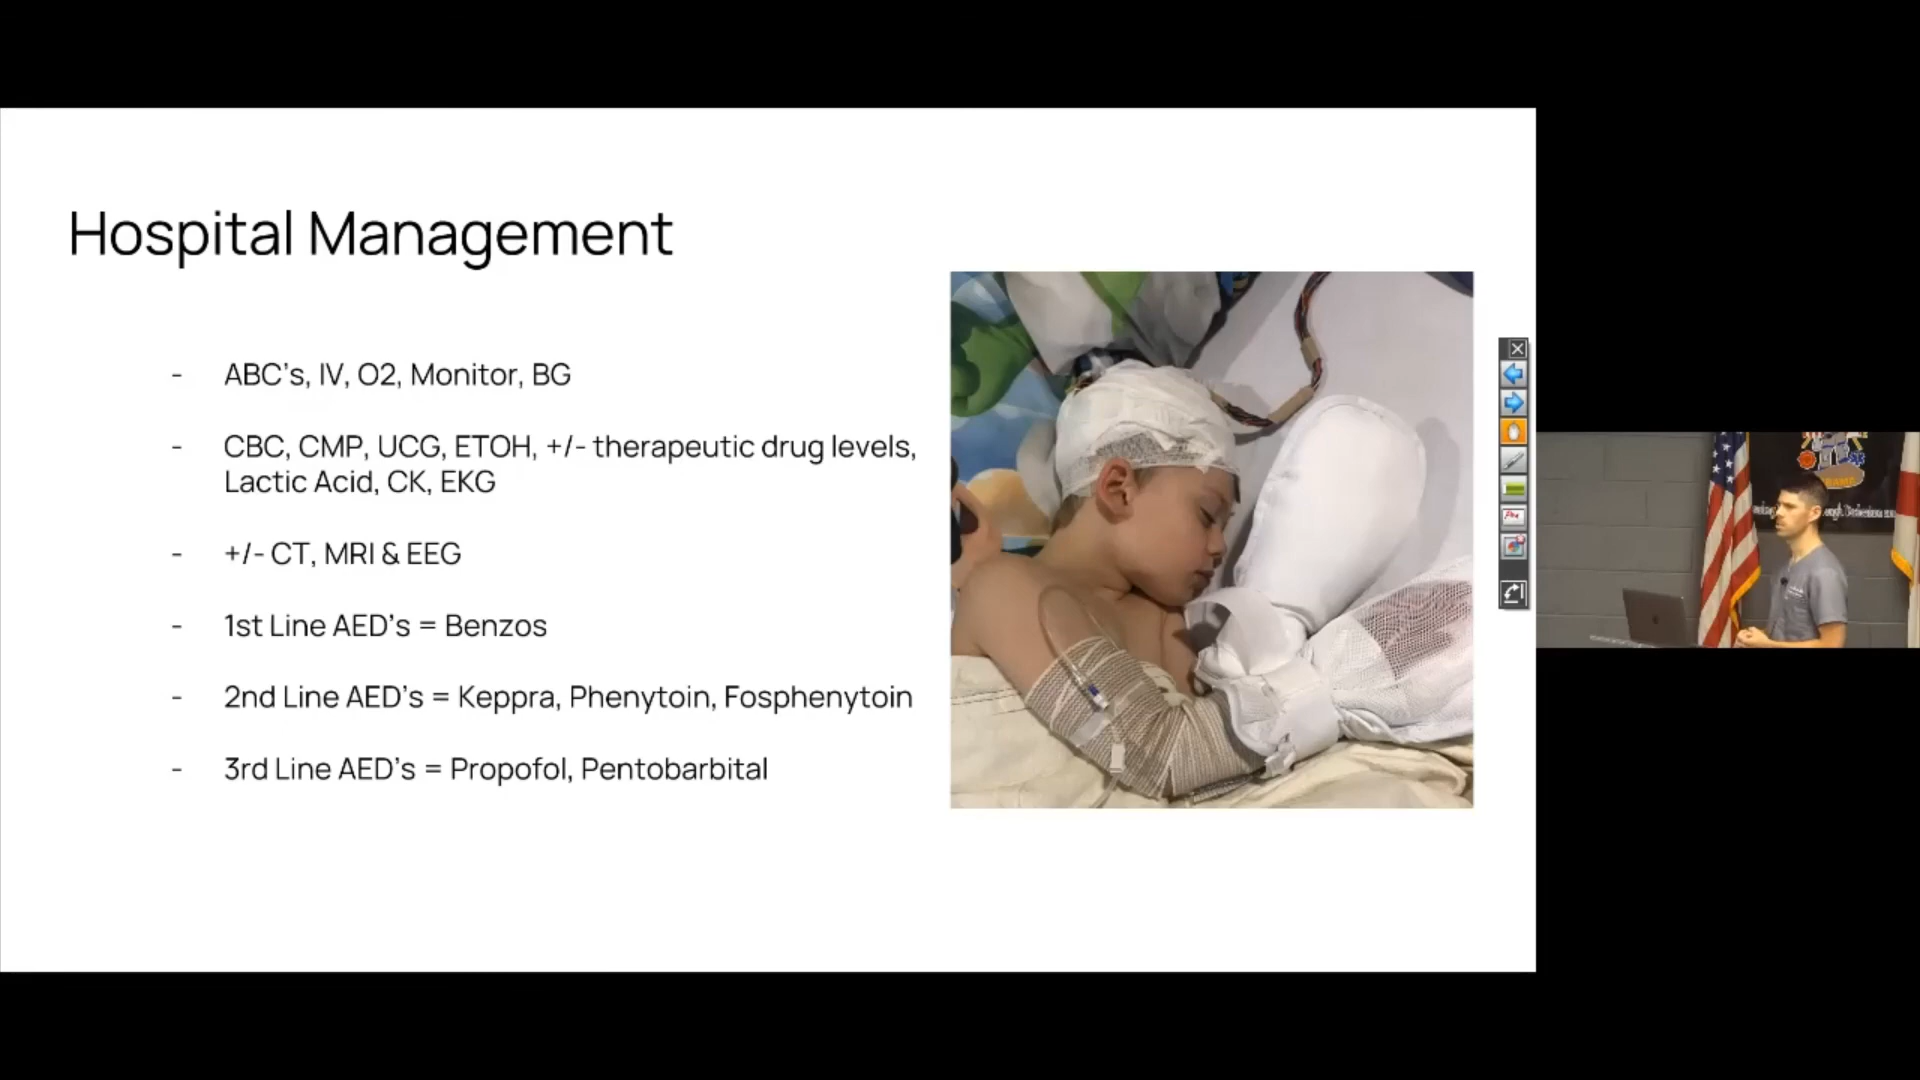 Hospital Management
- ABC's, IV, O2, Monitor, BG
- CBC, CMP, UCG, ETOH, +/- therapeutic drug levels,
Lactic Acid, CK, EKG
- +/- CT, MRI & EEG
- 1st Line AED's = Benzos
- 2nd Line AED's = Keppra, Phenytoin, Fosphenytoin
- 3rd Line AED's = Propofol, Pentobarbital